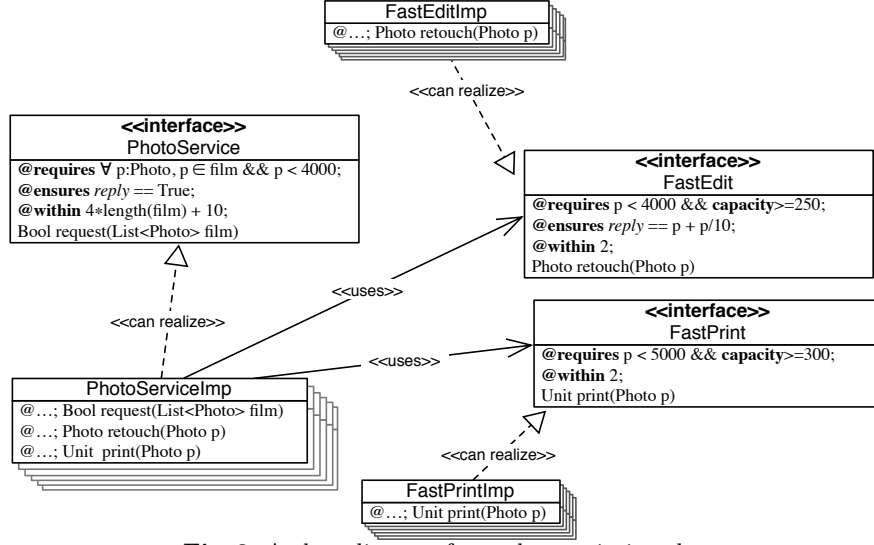 FastEditImp
@…; Photo retouch(Photo p)
<<can realize>>
<<interface>>
PhotoService
@requires ∀ p:Photo, p ∈ film && p < 4000;
@ensures reply == True;
@within 4*length(film) + 10;
Bool request(List<Photo> film)
<<interface>>
FastEdit
@requires p < 4000 && capacity>=250;
@ensures reply == p + p/10;
@within 2;
Photo retouch(Photo p)
<<uses>>
<<can realize>>
<<interface>>
FastPrint
@requires p < 5000 && capacity>=300;
@within 2;
Unit print(Photo p)
<<uses>>
PhotoServiceImp
@…; Bool request(List<Photo> film)
@…; Photo retouch(Photo p)
@…; Unit print(Photo p)
<<can realize>>
FastPrintImp
@…; Unit print(Photo p)